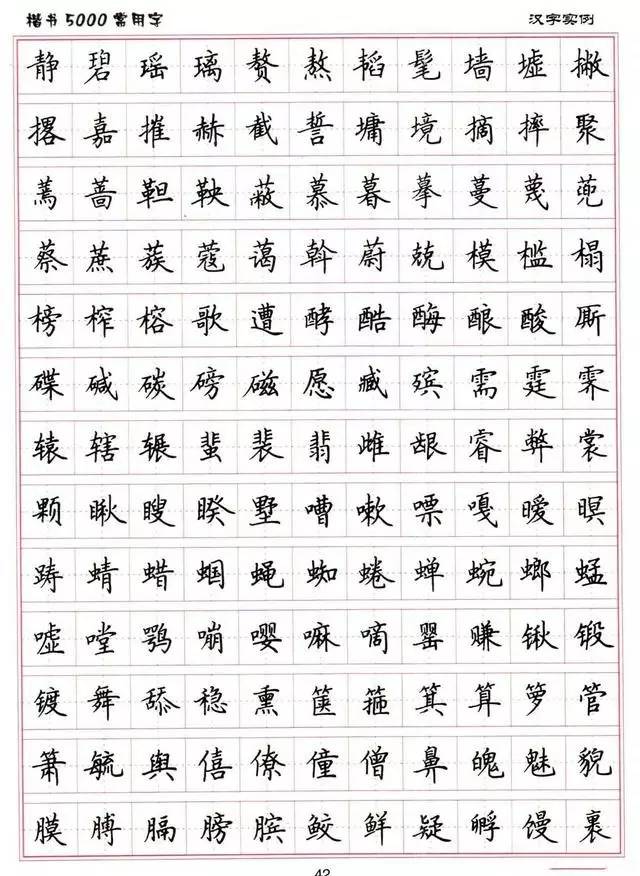 楷书5000常用字 汉字实例
静碧瑶璃赘熬韬髦墙墟撇
撂嘉摧赫截誓墉境摘摔聚
蔫蔷靼鞅蔽慕暮摹蔓蔑蔸
蔡蔗蔟蔻蔼斡蔚兢模槛榻
榜榨榕歌遭酵酷酶酿酸厮
碟碱碳磅磁愿臧殡需霆霁
辕辖辗蜚裴翡雌龈睿弊裳
颗瞅瞍睽墅嘈嗽嘌嘎暧暝
踌蜻蜡蝈蝇蜘蜷蝉蜿螂蜢
嘘嘡鹗嘣嘤嘛嘀罂赚锹锻
镀舞舔稳熏箧箍箕算箩管
箫毓舆僖僚僮僧鼻魄魅貌
膜膊膈膀膑鲛鲜疑孵馒裹
42